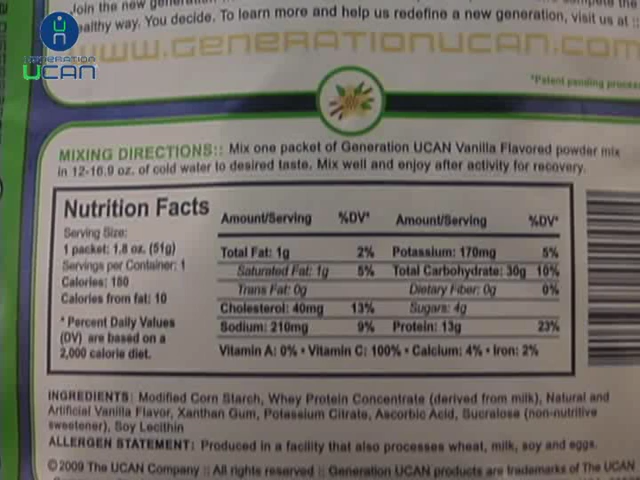 Join the new
healthy way. You decide. To learn more and help us redefine a new generation, visit us at ::
www.GENERATIONUCAN.com
GENERATION
UCAN
*Patent pending process
MIXING DIRECTIONS:: Mix one packet of Generation UCAN Vanilla Flavored powder mix
in 12-16.9 oz. of cold water to desired taste. Mix well and enjoy after activity for recovery.
Nutrition Facts
Serving Size:
1 packet: 1.8 oz. (51g)
Servings per Container: 1
Calories: 180
Calories from fat: 10
* Percent Daily Values
(DV) are based on a
2,000 calorie diet.
Amount/Serving %DV* Amount/Serving %DV*
Total Fat: 1g 2% Potassium: 170mg 5%
Saturated Fat: 1g 5% Total Carbohydrate: 30g 10%
Trans Fat: 0g Dietary Fiber: 0g 0%
Cholesterol: 40mg 13% Sugars: 4g
Sodium: 210mg 9% Protein: 13g 23%
Vitamin A: 0% • Vitamin C: 100% • Calcium: 4% • Iron: 2%
INGREDIENTS: Modified Corn Starch, Whey Protein Concentrate (derived from milk), Natural and
Artificial Vanilla Flavor, Xanthan Gum, Potassium Citrate, Ascorbic Acid, Sucralose (non-nutritive
sweetener), Soy Lecithin
ALLERGEN STATEMENT: Produced in a facility that also processes wheat, milk, soy and eggs.
©2009 The UCAN Company :: All rights reserved :: Generation UCAN products are trademarks of The UCAN